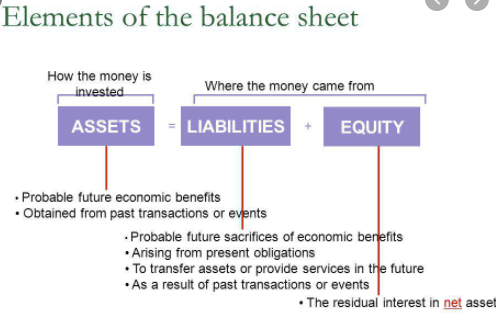 Elements of the balance sheet
How the money is
invested
Where the money came from
ASSETS = LIABILITIES + EQUITY
• Probable future economic benefits
• Obtained from past transactions or events
• Probable future sacrifices of economic benefits
• Arising from present obligations
• To transfer assets or provide services in the future
• As a result of past transactions or events
• The residual interest in net asset